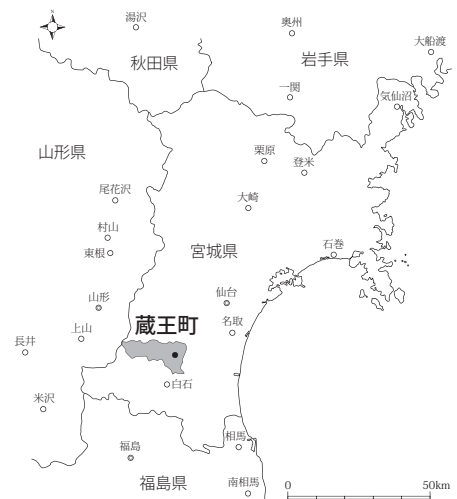 N
湯沢
奥州
大船渡
秋田県
岩手県
一関
気仙沼
山形県
栗原
登米
尾花沢
大崎
村山
東根
宮城県
石巻
山形
仙台
蔵王町
名取
上山
長井
白石
米沢
福島
相馬
福島県
南相馬
0
50km